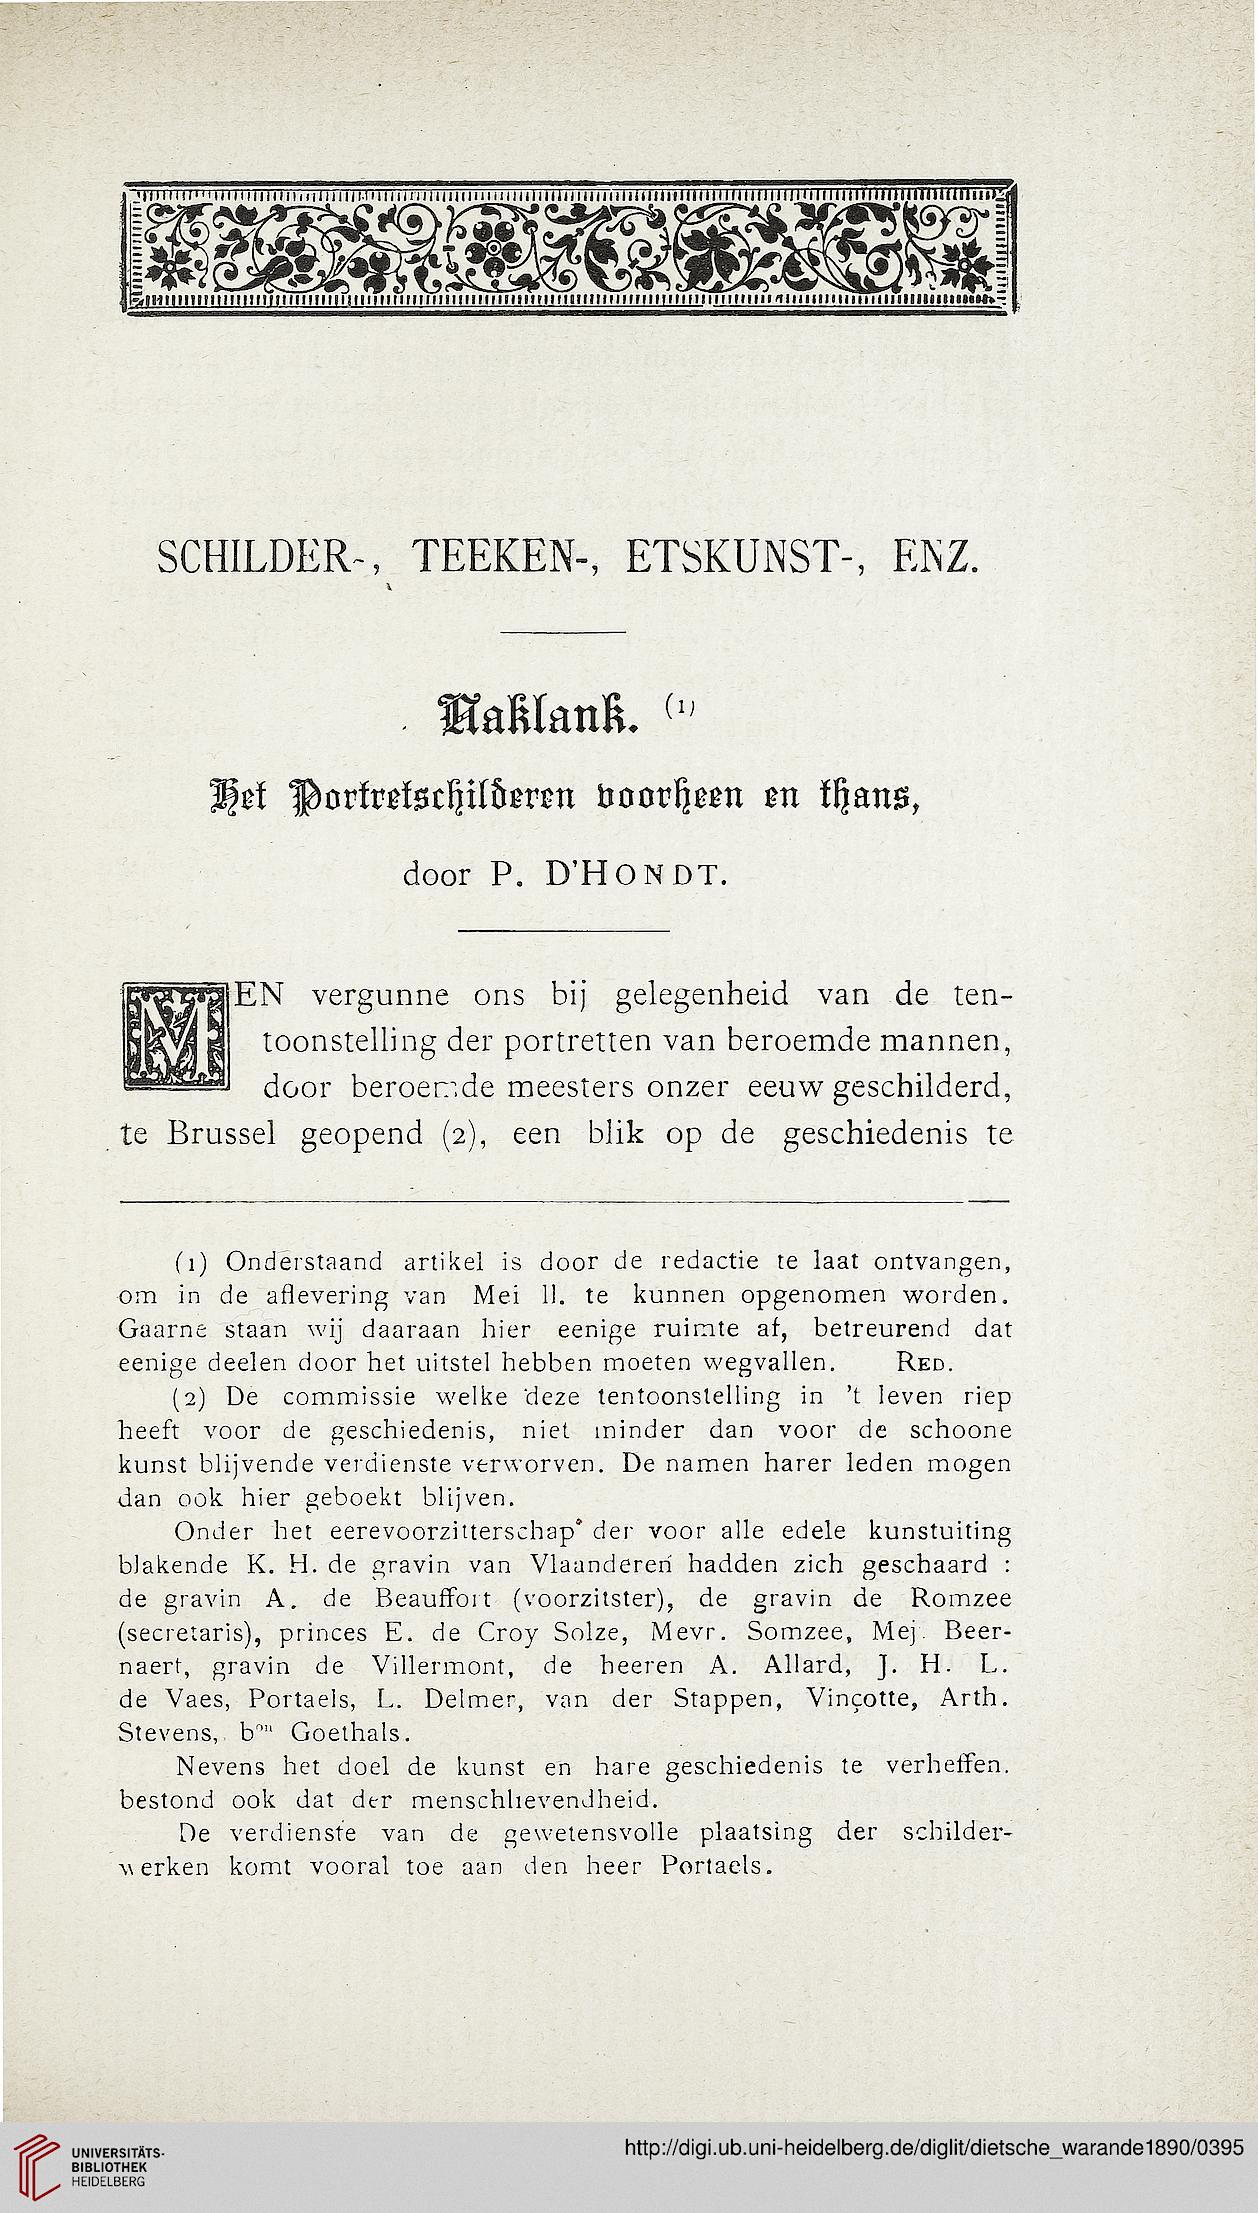 SCHILDER-, TEEKEN-, ETSKUNST-, ENZ.
Naklank. (1)
Het Portretschilderen voorheen en thans,
door P. D'HONDT.
MEN vergunne ons bij gelegenheid van de ten-
toonstelling der portretten van beroemde mannen,
door beroemde meesters onzer eeuw geschilderd,
te Brussel geopend (2), een blik op de geschiedenis te
(1) Onderstaand artikel is door de redactie te laat ontvangen,
om in de aflevering van Mei ll. te kunnen opgenomen worden.
Gaarne staan wij daaraan hier eenige ruimte af, betreurend dat
eenige deelen door het uitstel hebben moeten wegvallen. RED.
(2) De commissie welke deze tentoonstelling in 't leven riep
heeft voor de geschiedenis, niet minder dan voor de schoone
kunst blijvende verdienste verworven. De namen harer leden mogen
dan ook hier geboekt blijven.
Onder het eerevoorzitterschap der voor alle edele kunstuiting
blakende K. H. de gravin van Vlaanderen hadden zich geschaard :
de gravin A. de Beauffort (voorzitster), de gravin de Romzee
(secretaris), princes E. de Croy Solze, Mevr. Somzee, Mej. Beer-
naert, gravin de Villermont, de heeren A. Allard, J. H. L.
de Vaes, Portaels, L. Delmer, van der Stappen, Vinçotte, Arth.
Stevens, bon Goethals.
Nevens het doel de kunst en hare geschiedenis te verheffen.
bestond ook dat der menschlievendheid.
De verdienste van de gewetensvolle plaatsing der schilder-
werken komt vooral toe aan den heer Portaels.
UNIVERSITÄTS-
BIBLIOTHEK
HEIDELBERG
http://digi.ub.uni-heidelberg.de/diglit/dietsche_warande1890/0395